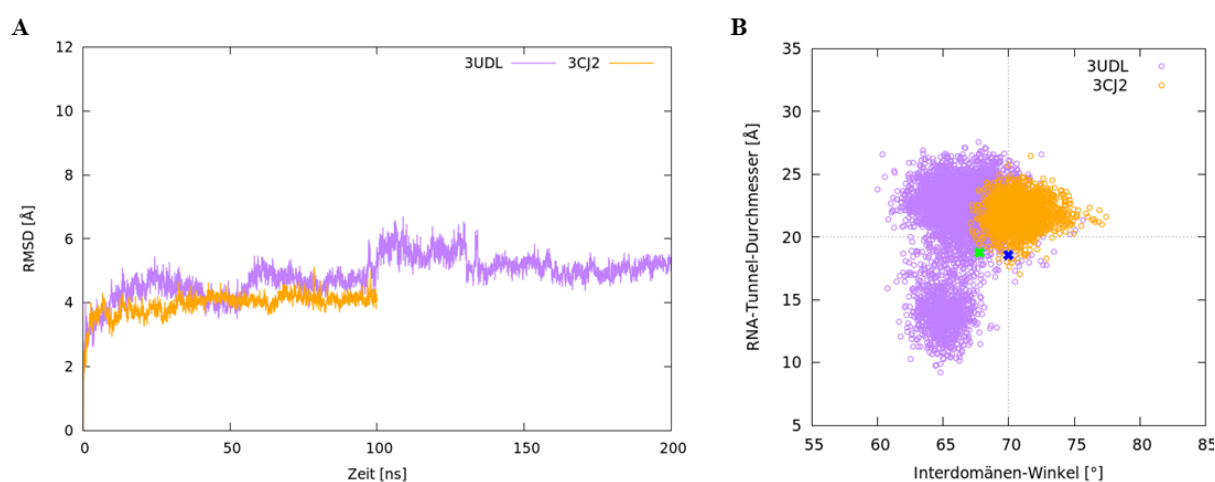 A
12
10
8
6
4
2
0
RMSD [Å]
3UDL
3CJ2
0
50
100
150
200
Zeit [ns]
B
35
30
25
20
15
10
5
RNA-Tunnel-Durchmesser [Å]
3UDL
3CJ2
55
60
65
70
75
80
85
Interdomänen-Winkel [°]